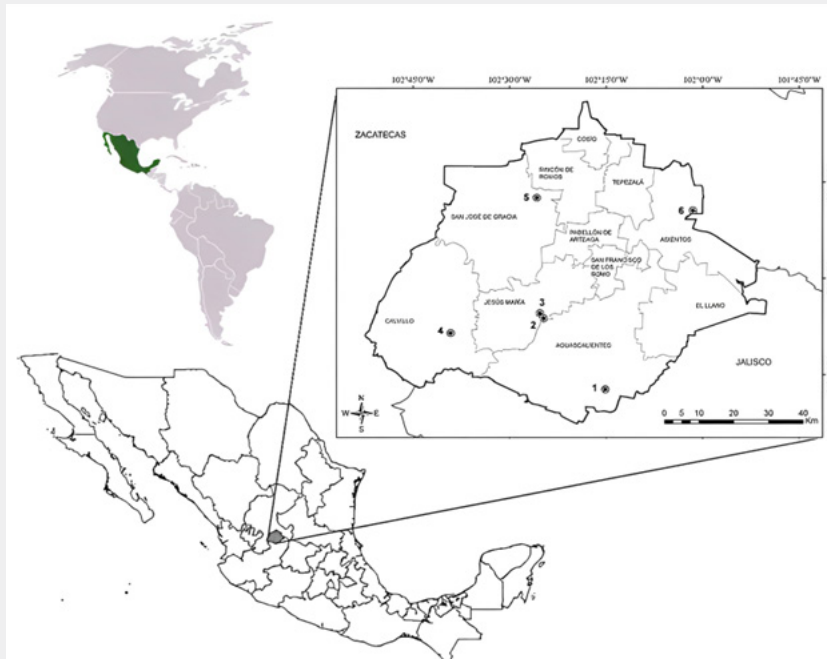 102°45'0"W 102°30'0"W 102°15'0"W 102°0'0"W 101°45'0"W
ZACATECAS
COSÍO
RINCÓN DE
ROMOS
TEPEZALÁ
5
6
SAN JOSÉ DE GRACIA
PABELLÓN DE
ARTEAGA
ASIENTOS
SAN FRANCISCO
DE LOS
ROMO
JESÚS MARÍA
3
2
EL LLANO
CALVILLO
4
AGUASCALIENTES
JALISCO
1
N
W E
S
0 5 10 20 30 40
Km